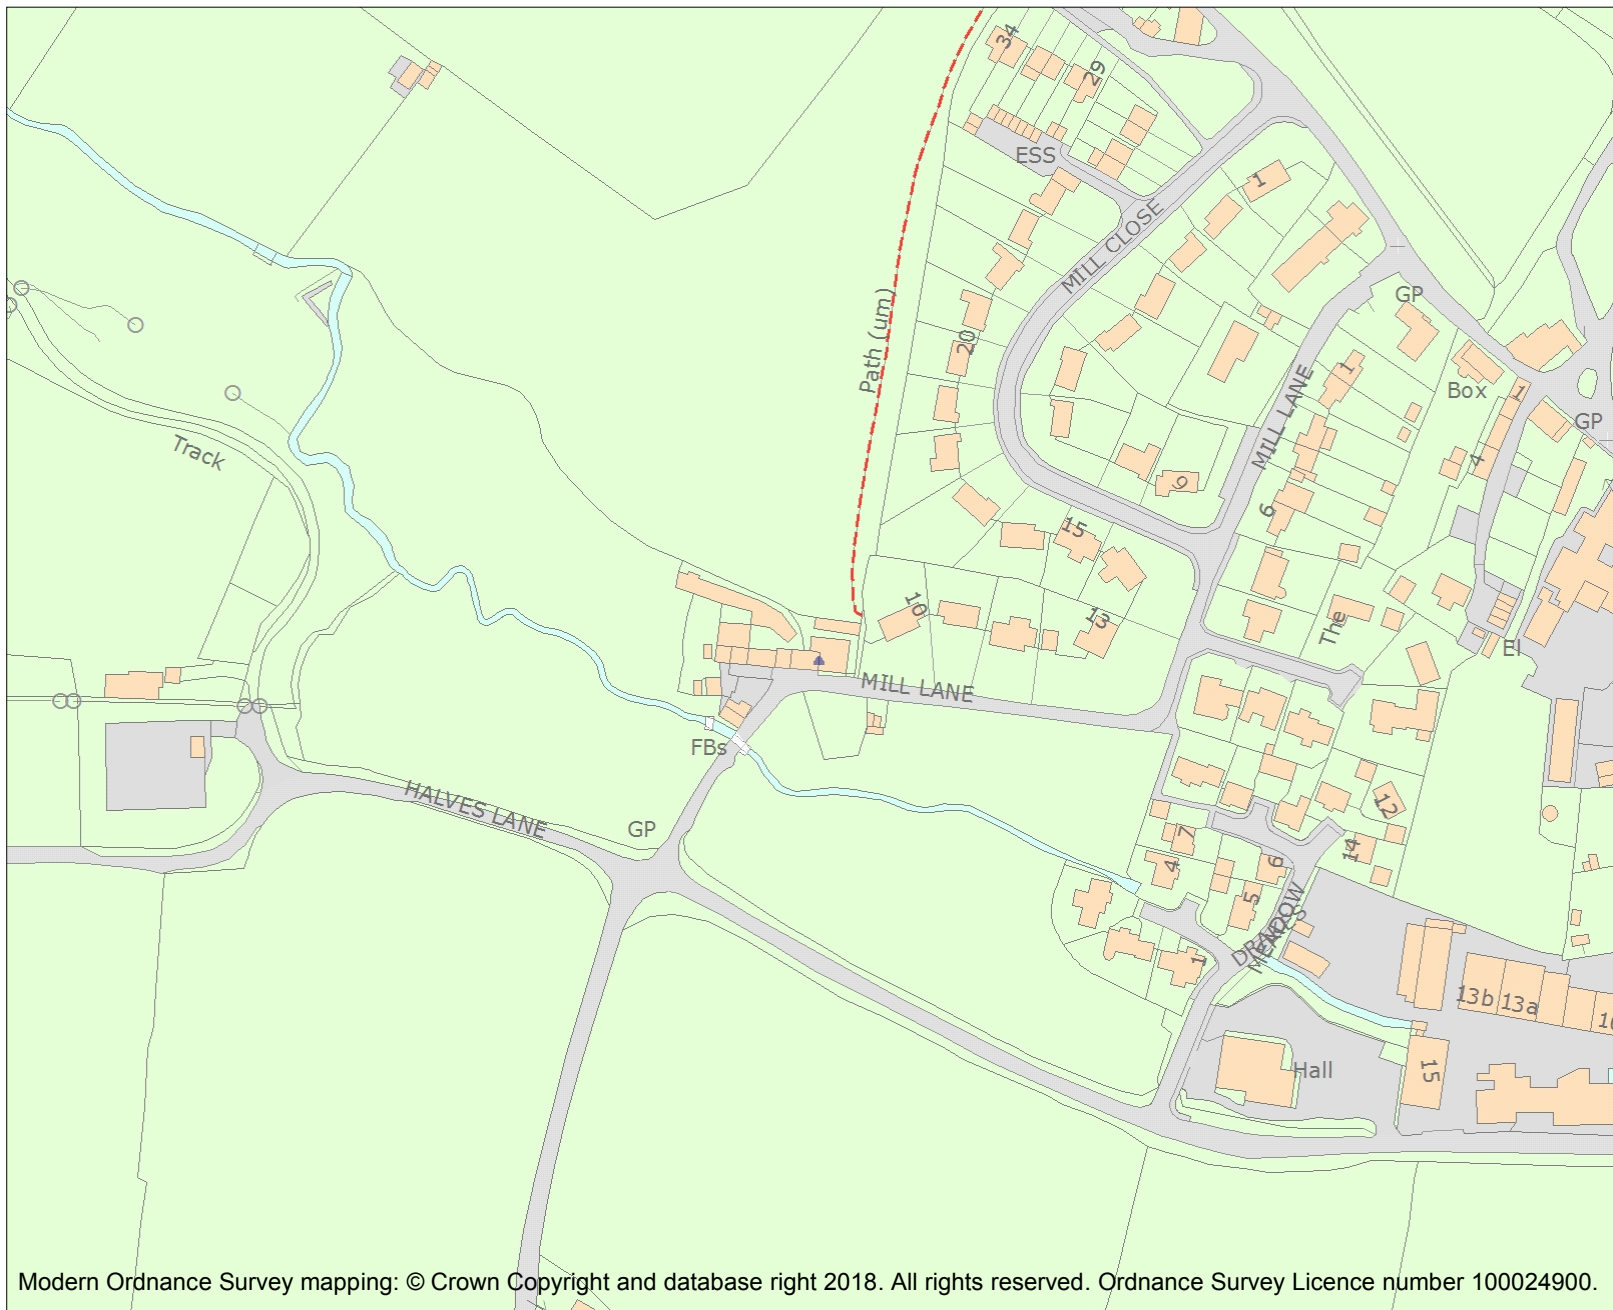 34
29
ESS
1
MILL CLOSE
GP
Path (um)
20
1
MILL LANE
Box
1
GP
Track
4
9
6
15
10
13
The
El
MILL LANE
FBs
HALVES LANE
GP
12
7
14
4
6
5
DRAKES
MEADOW
1
13b
13a
Hall
15
Modern Ordnance Survey mapping: © Crown Copyright and database right 2018. All rights reserved. Ordnance Survey Licence number 100024900.